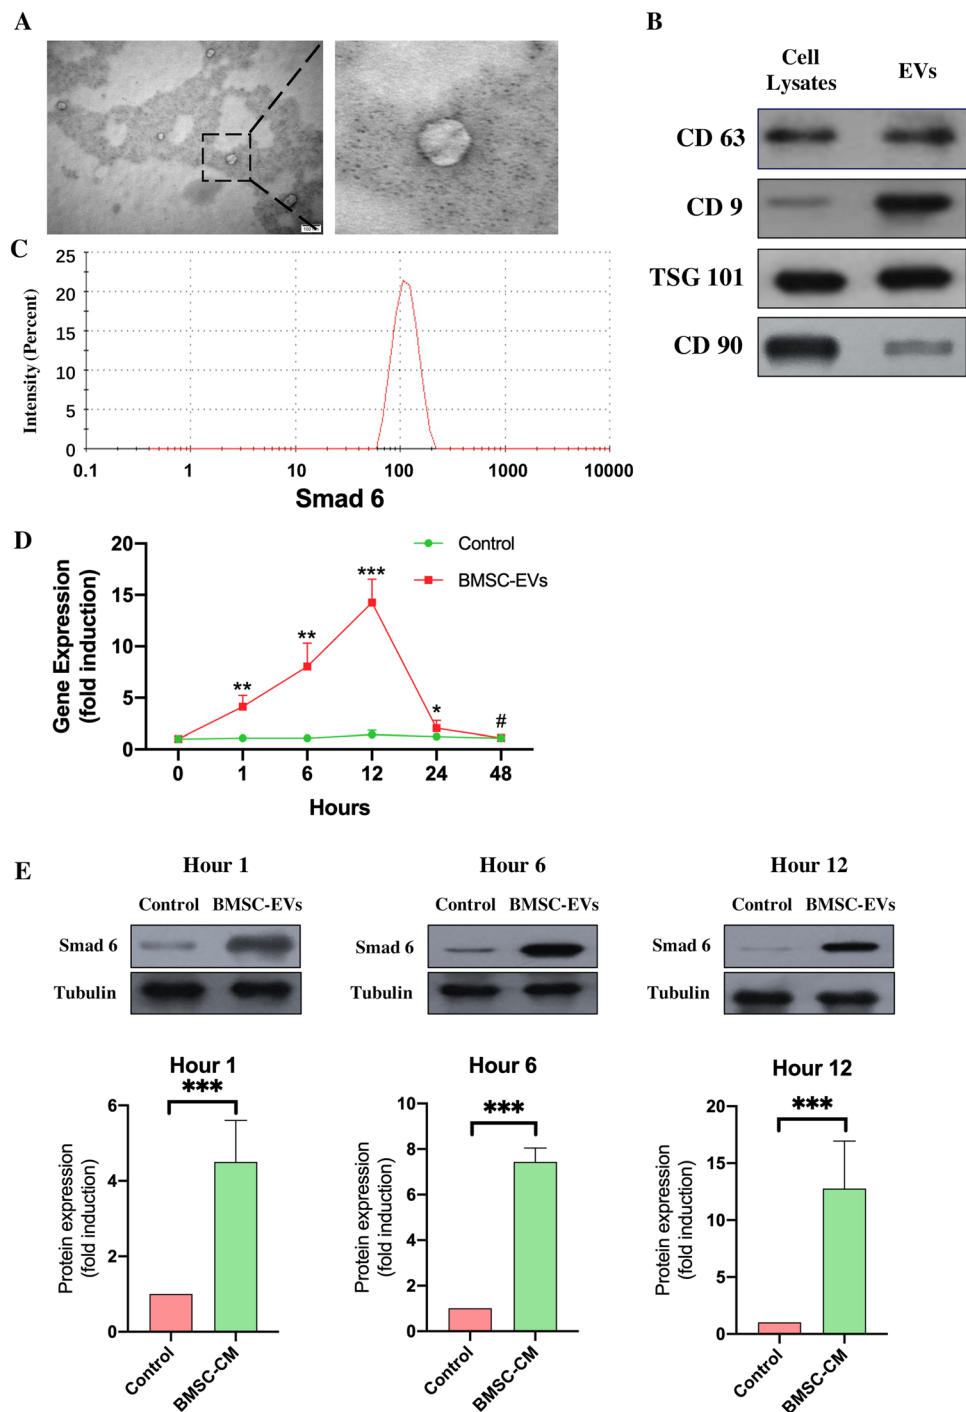 A
B
Cell
Lysates
EVs
CD 63
CD 9
TSG 101
CD 90
C
Intensity (Percent)
25
20
15
10
5
0
0.1
1
10
100
1000
10000
Smad 6
D
Gene Expression
(fold induction)
20
15
10
5
0
Control
BMSC-EVs
**
**
***
*
#
0
1
6
12
24
48
Hours
E
Hour 1
Control
BMSC-EVs
Smad 6
Tubulin
Hour 6
Control
BMSC-EVs
Smad 6
Tubulin
Hour 12
Control
BMSC-EVs
Smad 6
Tubulin
Hour 1
***
Protein expression
(fold induction)
6
4
2
0
Control
BMSC-CM
Hour 6
***
Protein expression
(fold induction)
10
8
6
4
2
0
Control
BMSC-CM
Hour 12
***
Protein expression
(fold induction)
20
15
10
5
0
Control
BMSC-CM